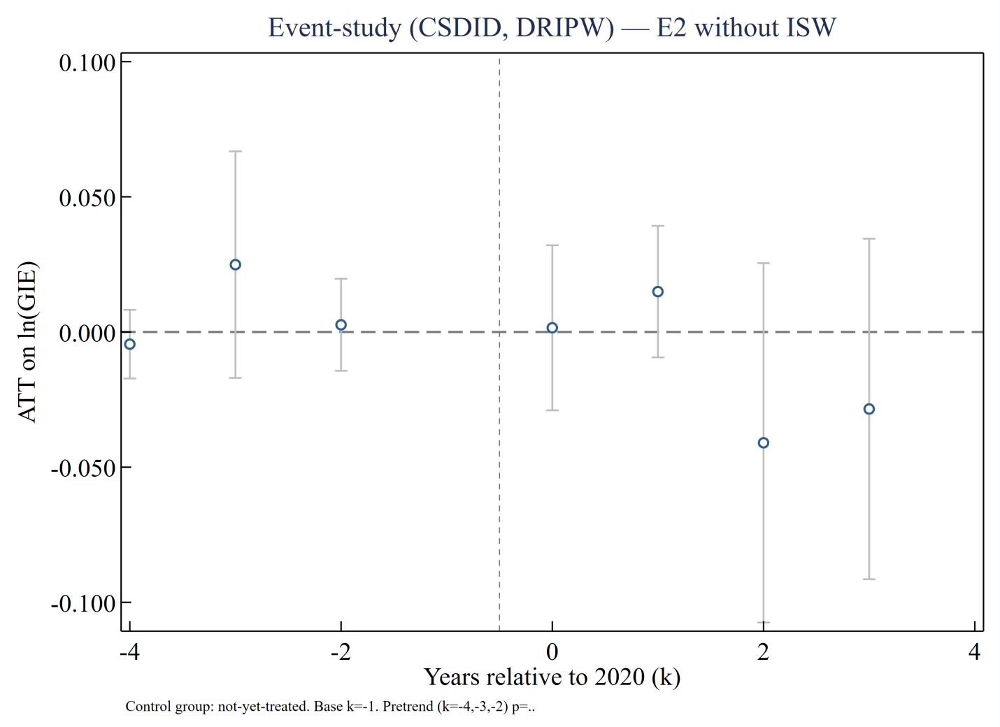 Event-study (CSDID, DRIPW) — E2 without ISW
0.100
0.050
0.000
-0.050
-0.100
ATT on ln(GIE)
-4
-2
0
2
4
Years relative to 2020 (k)
Control group: not-yet-treated. Base k=-1. Pretrend (k=-4,-3,-2) p=..